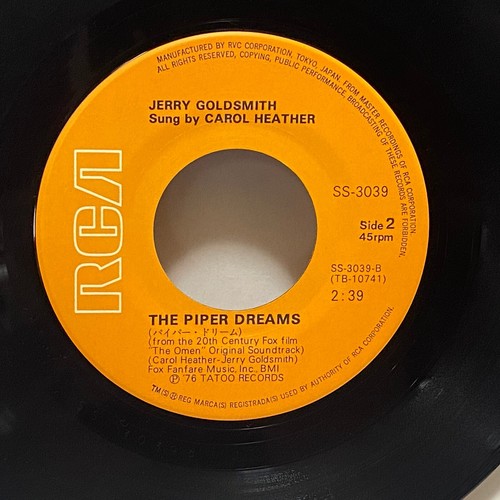 MANUFACTURED BY RVC CORPORATION, TOKYO, JAPAN. FROM MASTER RECORDINGS OF RCA CORPORATION.
ALL RIGHTS RESERVED, COPYING, PUBLIC PERFORMANCE, BROADCASTING OF THESE RECORDS ARE FORBIDDEN.
JERRY GOLDSMITH
Sung by CAROL HEATHER
RCA
SS-3039
Side 2
45rpm
SS-3039-B
(TB-10741)
2:39
THE PIPER DREAMS
(パイパー・ドリーム)
(from the 20th Century Fox film
"The Omen" Original Soundtrack)
(Carol Heather-Jerry Goldsmith)
Fox Fanfare Music, Inc., BMI
Ⓟ '76 TATOO RECORDS
TM(S) ® REG MARCA(S) REGISTRADA(S) USED BY AUTHORITY OF RCA CORPORATION.